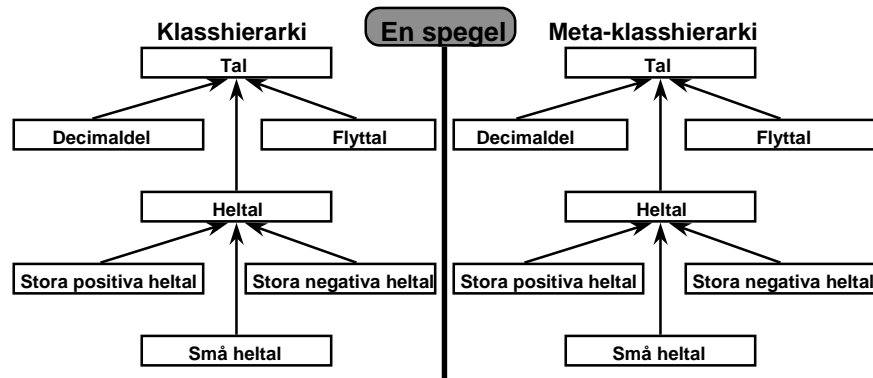 Klasshierarki
En spegel
Meta-klasshierarki
Tal
Tal
Decimaldel
Flyttal
Decimaldel
Flyttal
Heltal
Heltal
Stora positiva heltal
Stora negativa heltal
Stora positiva heltal
Stora negativa heltal
Små heltal
Små heltal